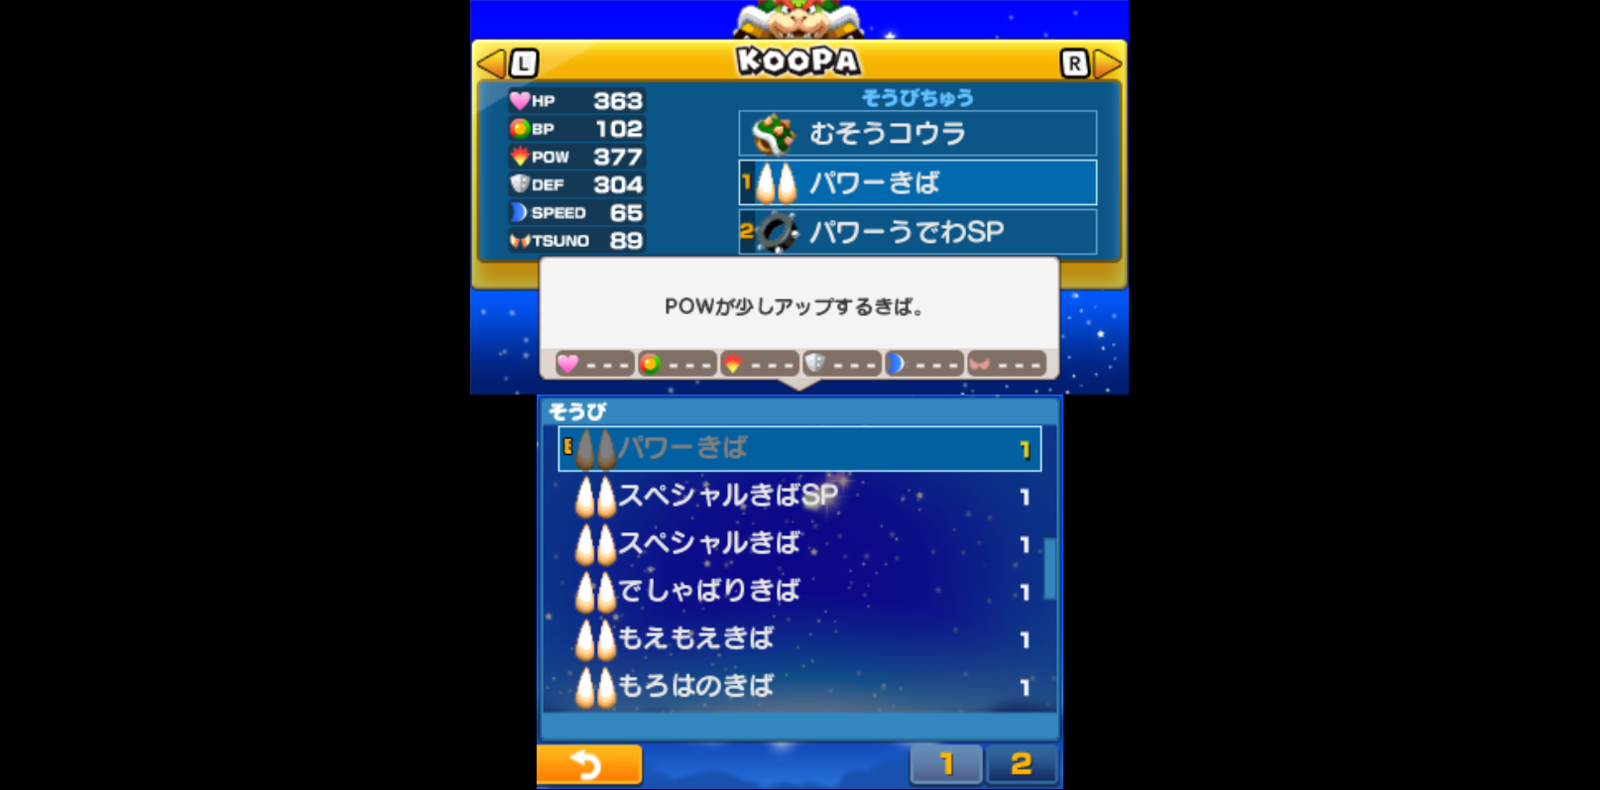 L KOOPA R
HP 363
BP 102
POW 377
DEF 304
SPEED 65
TSUNO 89
そうびちゅう
むそうコウラ
1 パワーきば
2 パワーうでわSP
POWが少しアップするきば。
--- --- --- --- --- ---
そうび
E パワーきば 1
スペシャルきばSP 1
スペシャルきば 1
でしゃばりきば 1
もえもえきば 1
もろはのきば 1
1 2